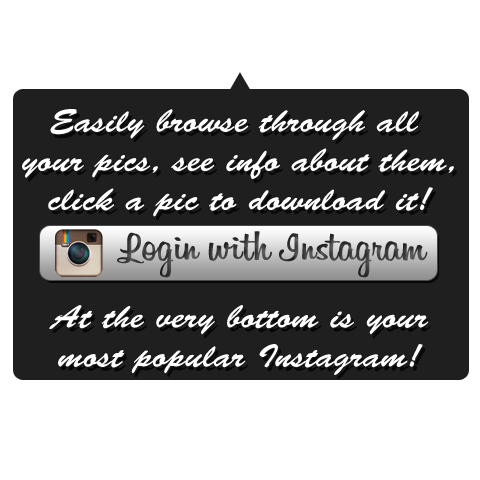 Easily browse through all
your pics, see info about them,
click a pic to download it!
Login with Instagram
At the very bottom is your
most popular Instagram!